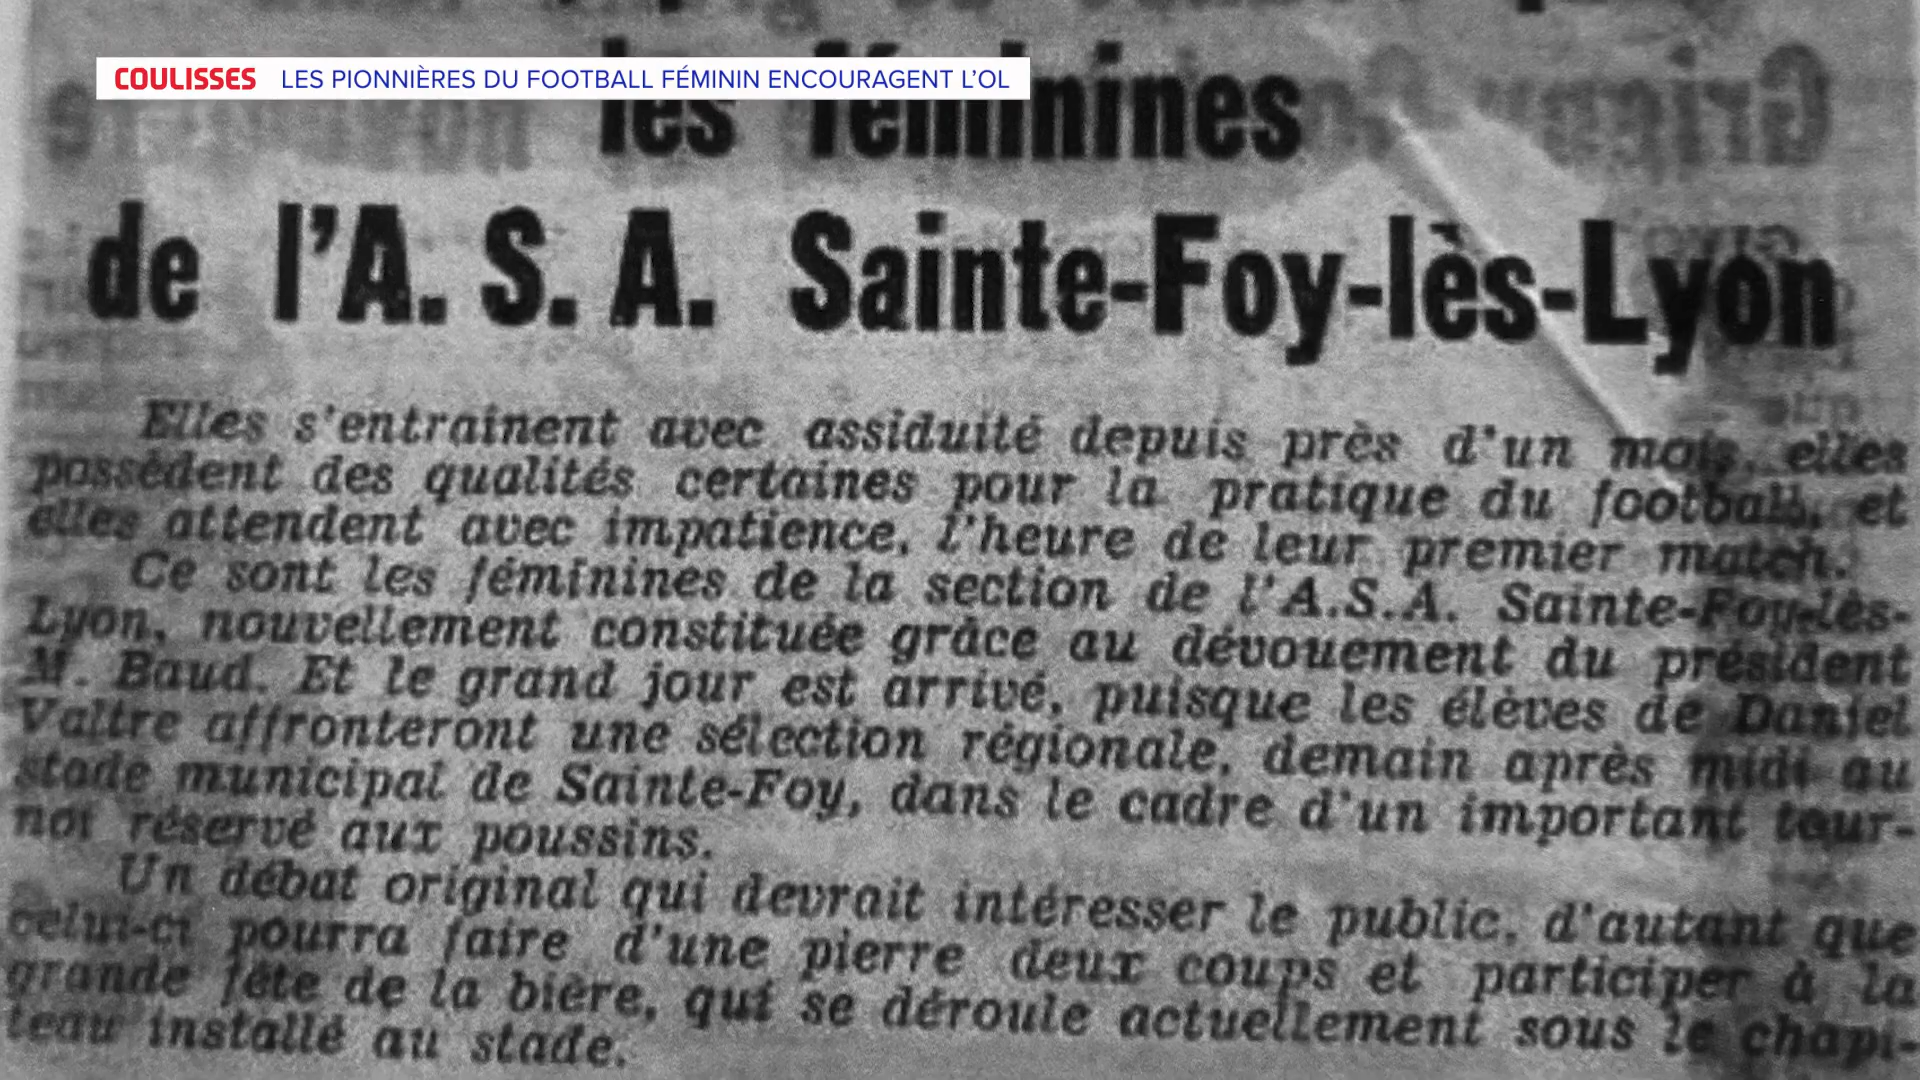 COULISSES LES PIONNIÈRES DU FOOTBALL FÉMININ ENCOURAGENT L'OL
les féminines
de l'A.S.A. Sainte-Foy-lès-Lyon
Elles s'entrainent avec assiduité depuis près d'un mois, elles
possèdent des qualités certaines pour la pratique du football, et
elles attendent avec impatience, l'heure de leur premier match.
Ce sont les féminines de la section de l'A.S.A. Sainte-Foy-lès-
Lyon, nouvellement constituée grâce au dévouement du président
M. Baud. Et le grand jour est arrivé, puisque les élèves de Daniel
Valtre affronteront une sélection régionale, demain après midi au
stade municipal de Sainte-Foy, dans le cadre d'un important tour-
noi réservé aux poussins.
Un débat original qui devrait intéresser le public, d'autant que
celui-ci pourra faire d'une pierre deux coups et participer à la
grande fête de la bière, qui se déroule actuellement sous le chapi-
teau installé au stade.